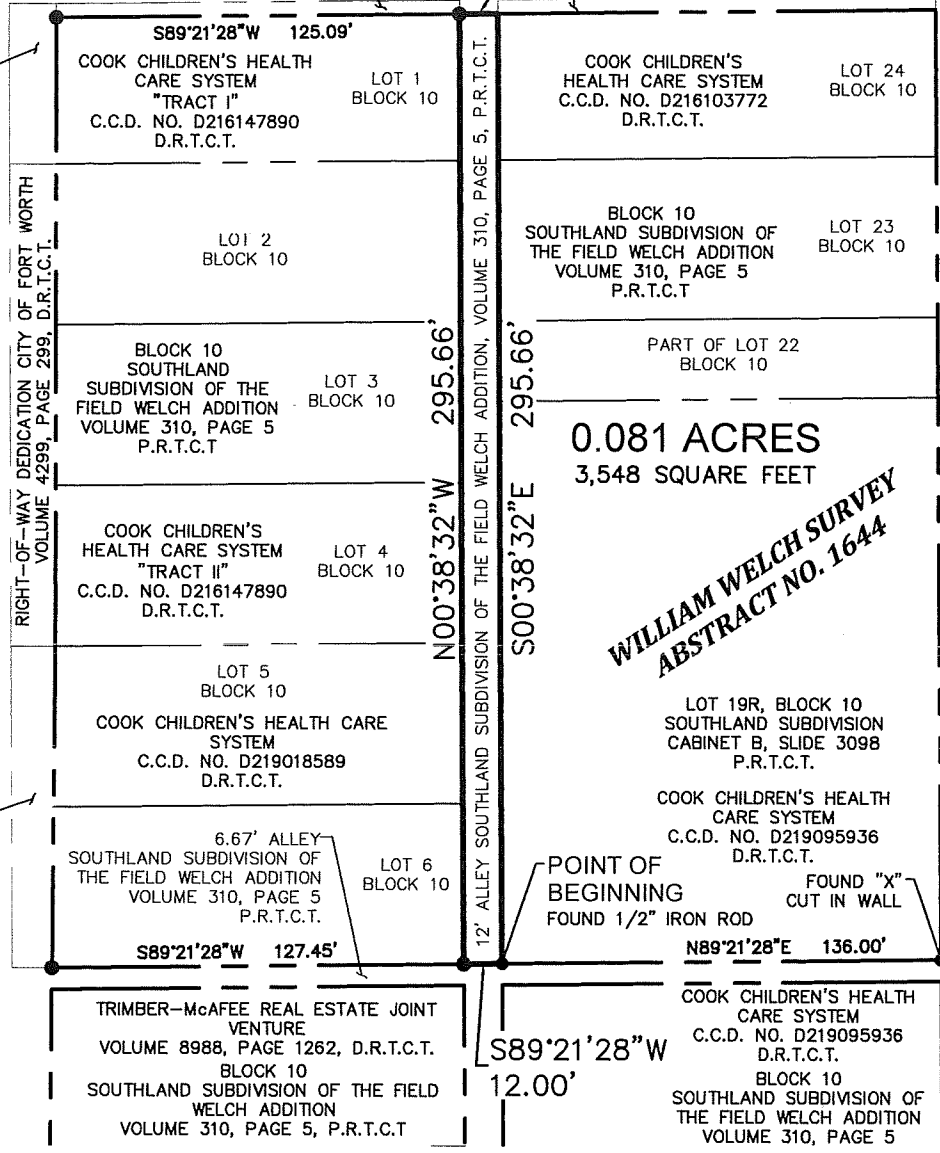 S89°21'28"W 125.09'
COOK CHILDREN'S HEALTH
CARE SYSTEM
"TRACT I"
C.C.D. NO. D216147890
D.R.T.C.T.
LOT 1
BLOCK 10
COOK CHILDREN'S
HEALTH CARE SYSTEM
C.C.D. NO. D216103772
D.R.T.C.T.
LOT 24
BLOCK 10
RIGHT-OF-WAY DEDICATION CITY OF FORT WORTH
VOLUME 4299, PAGE 299, D.R.T.C.T.
LOT 2
BLOCK 10
BLOCK 10
SOUTHLAND SUBDIVISION OF
THE FIELD WELCH ADDITION
VOLUME 310, PAGE 5
P.R.T.C.T
LOT 23
BLOCK 10
BLOCK 10
SOUTHLAND
SUBDIVISION OF THE
FIELD WELCH ADDITION
VOLUME 310, PAGE 5
P.R.T.C.T
LOT 3
BLOCK 10
PART OF LOT 22
BLOCK 10
N00°38'32"W 295.66'
12' ALLEY SOUTHLAND SUBDIVISION OF THE FIELD WELCH ADDITION, VOLUME 310, PAGE 5, P.R.T.C.T.
S00°38'32"E 295.66'
0.081 ACRES
3,548 SQUARE FEET
WILLIAM WELCH SURVEY
ABSTRACT NO. 1644
COOK CHILDREN'S
HEALTH CARE SYSTEM
"TRACT II"
C.C.D. NO. D216147890
D.R.T.C.T.
LOT 4
BLOCK 10
LOT 5
BLOCK 10
COOK CHILDREN'S HEALTH CARE
SYSTEM
C.C.D. NO. D219018589
D.R.T.C.T.
LOT 19R, BLOCK 10
SOUTHLAND SUBDIVISION
CABINET B, SLIDE 3098
P.R.T.C.T.
COOK CHILDREN'S HEALTH
CARE SYSTEM
C.C.D. NO. D219095936
D.R.T.C.T.
6.67' ALLEY
SOUTHLAND SUBDIVISION OF
THE FIELD WELCH ADDITION
VOLUME 310, PAGE 5
P.R.T.C.T.
LOT 6
BLOCK 10
POINT OF
BEGINNING
FOUND 1/2" IRON ROD
FOUND "X"
CUT IN WALL
S89°21'28"W 127.45'
N89°21'28"E 136.00'
TRIMBER-McAFEE REAL ESTATE JOINT
VENTURE
VOLUME 8988, PAGE 1262, D.R.T.C.T.
BLOCK 10
SOUTHLAND SUBDIVISION OF THE FIELD
WELCH ADDITION
VOLUME 310, PAGE 5, P.R.T.C.T
S89°21'28"W
12.00'
COOK CHILDREN'S HEALTH
CARE SYSTEM
C.C.D. NO. D219095936
D.R.T.C.T.
BLOCK 10
SOUTHLAND SUBDIVISION OF
THE FIELD WELCH ADDITION
VOLUME 310, PAGE 5